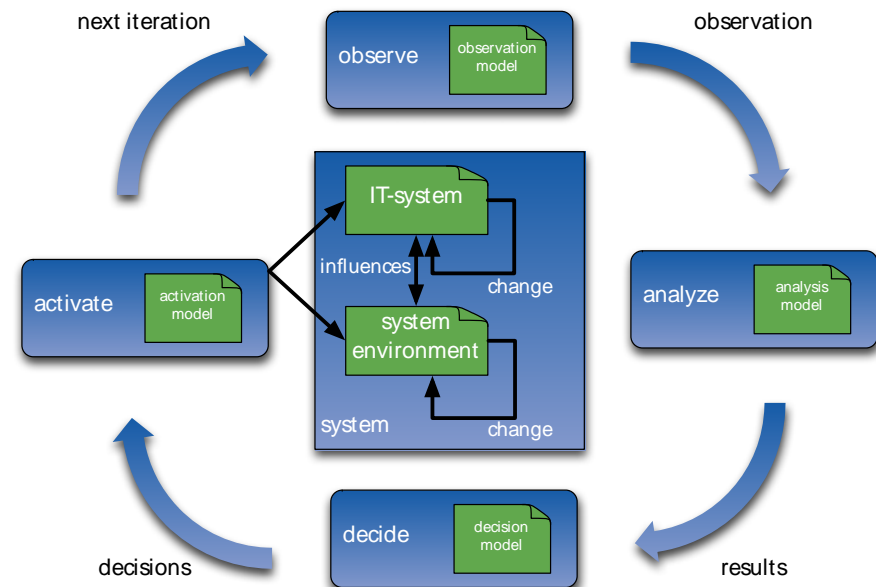 next iteration
observation
observe
observation
model
IT-system
influences
change
activate
activation
model
analyze
analysis
model
system
environment
system
change
decide
decision
model
decisions
results